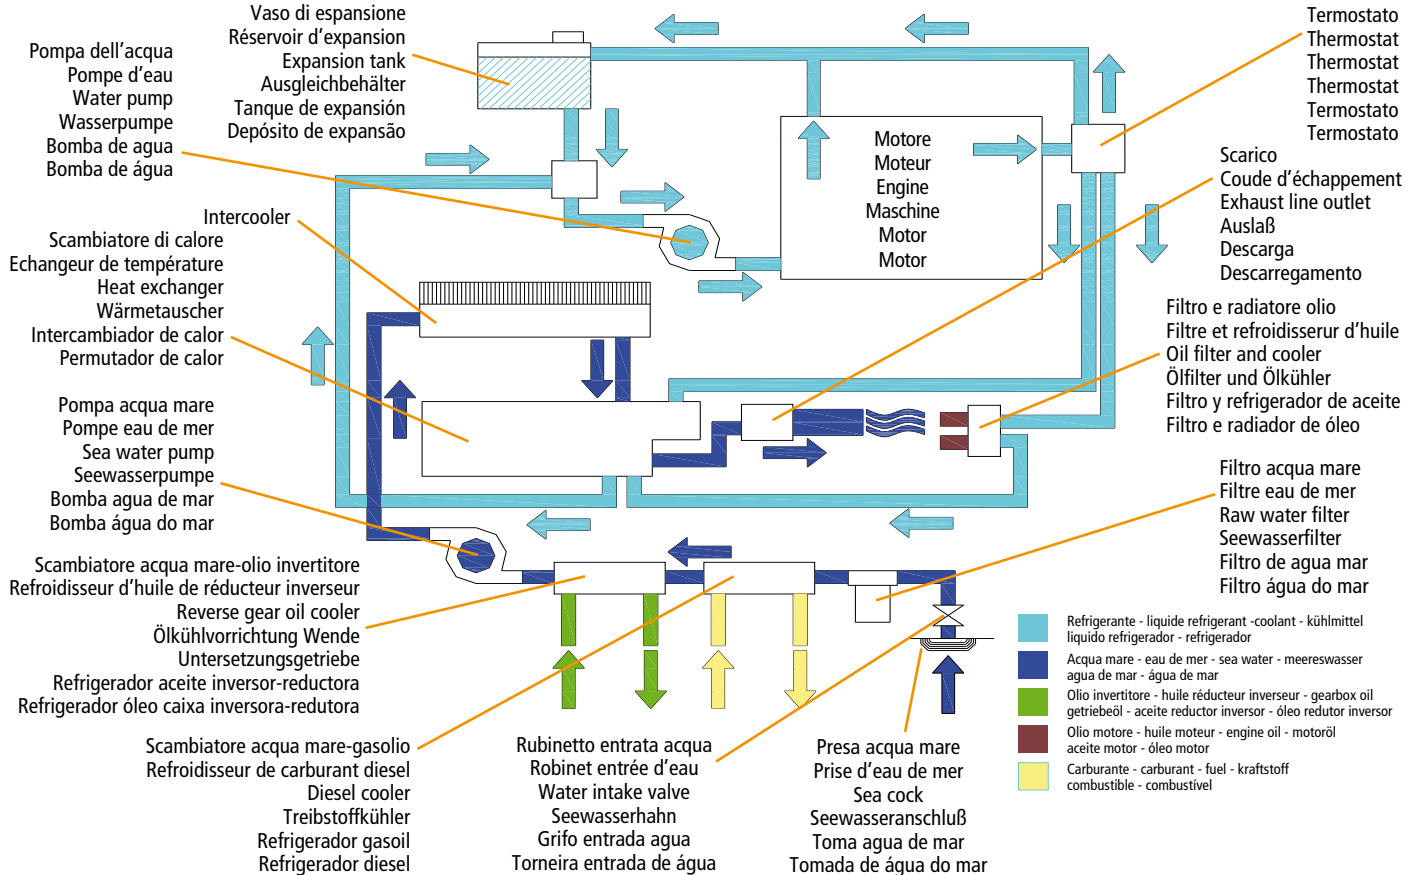 Vaso di espansione
Réservoir d'expansion
Expansion tank
Ausgleichbehälter
Tanque de expansión
Depósito de expansão
Termostato
Thermostat
Thermostat
Thermostat
Termostato
Termostato
Pompa dell'acqua
Pompe d'eau
Water pump
Wasserpumpe
Bomba de agua
Bomba de água
Motore
Moteur
Engine
Maschine
Motor
Motor
Scarico
Coude d'échappement
Exhaust line outlet
Auslaß
Descarga
Descarregamento
Intercooler
Scambiatore di calore
Echangeur de température
Heat exchanger
Wärmetauscher
Intercambiador de calor
Permutador de calor
Filtro e radiatore olio
Filtre et refroidisserur d'huile
Oil filter and cooler
Ölfilter und Ölkühler
Filtro y refrigerador de aceite
Filtro e radiador de óleo
Pompa acqua mare
Pompe eau de mer
Sea water pump
Seewasserpumpe
Bomba agua de mar
Bomba água do mar
Filtro acqua mare
Filtre eau de mer
Raw water filter
Seewasserfilter
Filtro de agua mar
Filtro água do mar
Scambiatore acqua mare-olio invertitore
Refroidisseur d'huile de réducteur inverseur
Reverse gear oil cooler
Ölkühlvorrichtung Wende
Untersetzungsgetriebe
Refrigerador aceite inversor-reductora
Refrigerador óleo caixa inversora-redutora
Refrigerante - liquide refrigerant -coolant - kühlmittel
liquido refrigerador - refrigerador
Acqua mare - eau de mer - sea water - meereswasser
agua de mar - água de mar
Olio invertitore - huile réducteur inverseur - gearbox oil
getriebeöl - aceite reductor inversor - óleo redutor inversor
Olio motore - huile moteur - engine oil - motoröl
aceite motor - óleo motor
Carburante - carburant - fuel - kraftstoff
combustible - combustível
Scambiatore acqua mare-gasolio
Refroidisseur de carburant diesel
Diesel cooler
Treibstoffkühler
Refrigerador gasoil
Refrigerador diesel
Rubinetto entrata acqua
Robinet entrée d'eau
Water intake valve
Seewasserhahn
Grifo entrada agua
Torneira entrada de água
Presa acqua mare
Prise d'eau de mer
Sea cock
Seewasseranschluß
Toma agua de mar
Tomada de água do mar